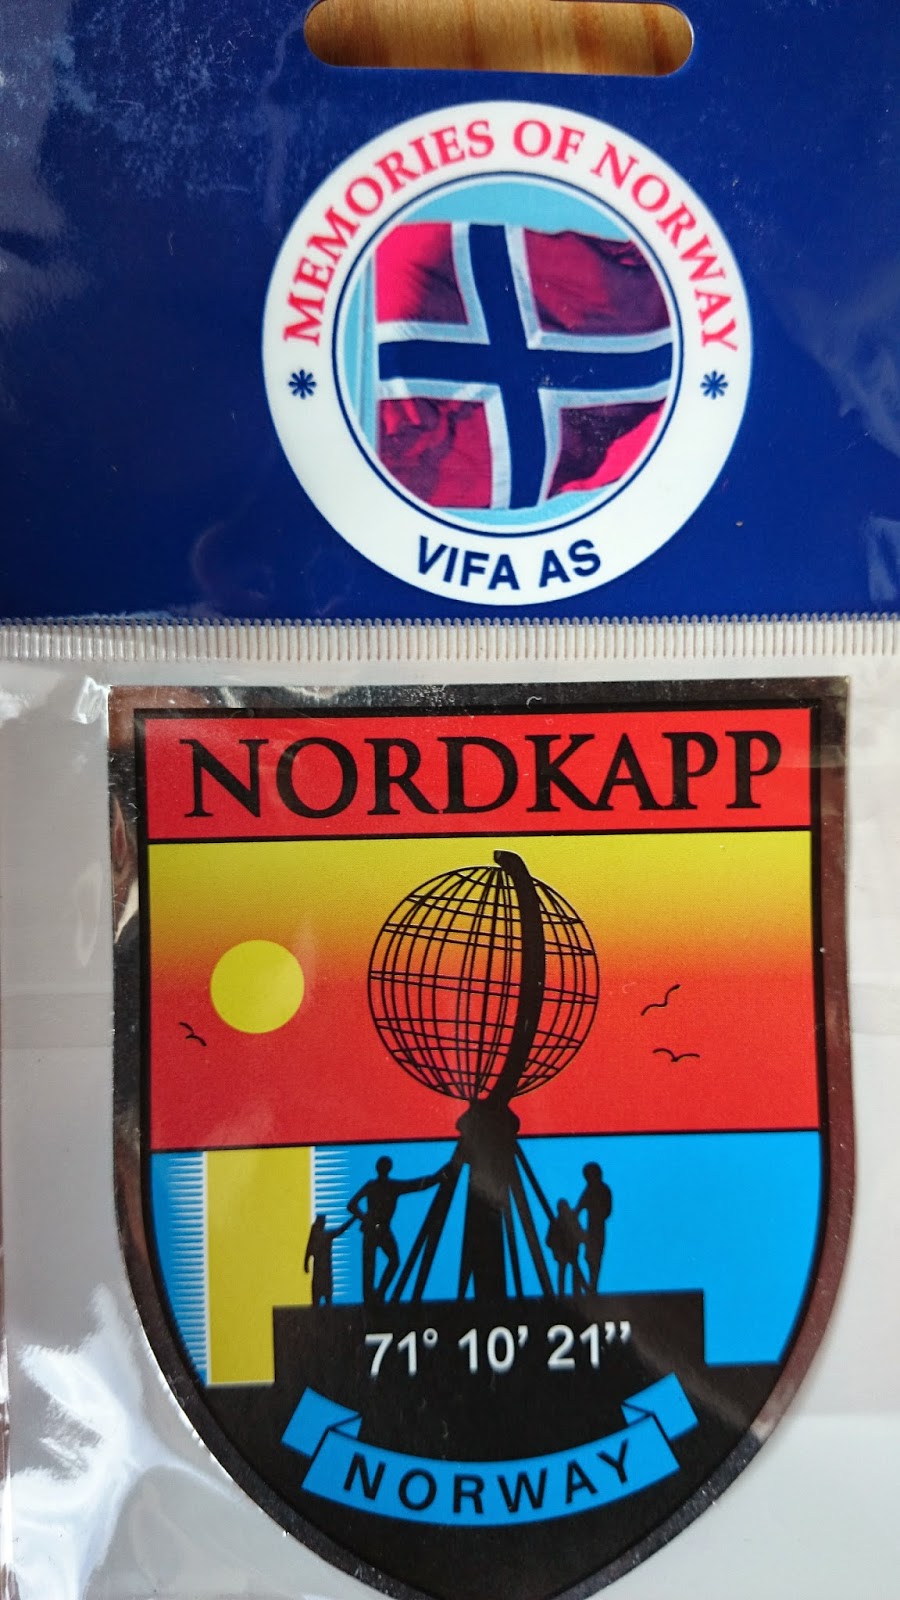 * MEMORIES OF NORWAY *
VIFA AS
NORDKAPP
71° 10’ 21’’
NORWAY